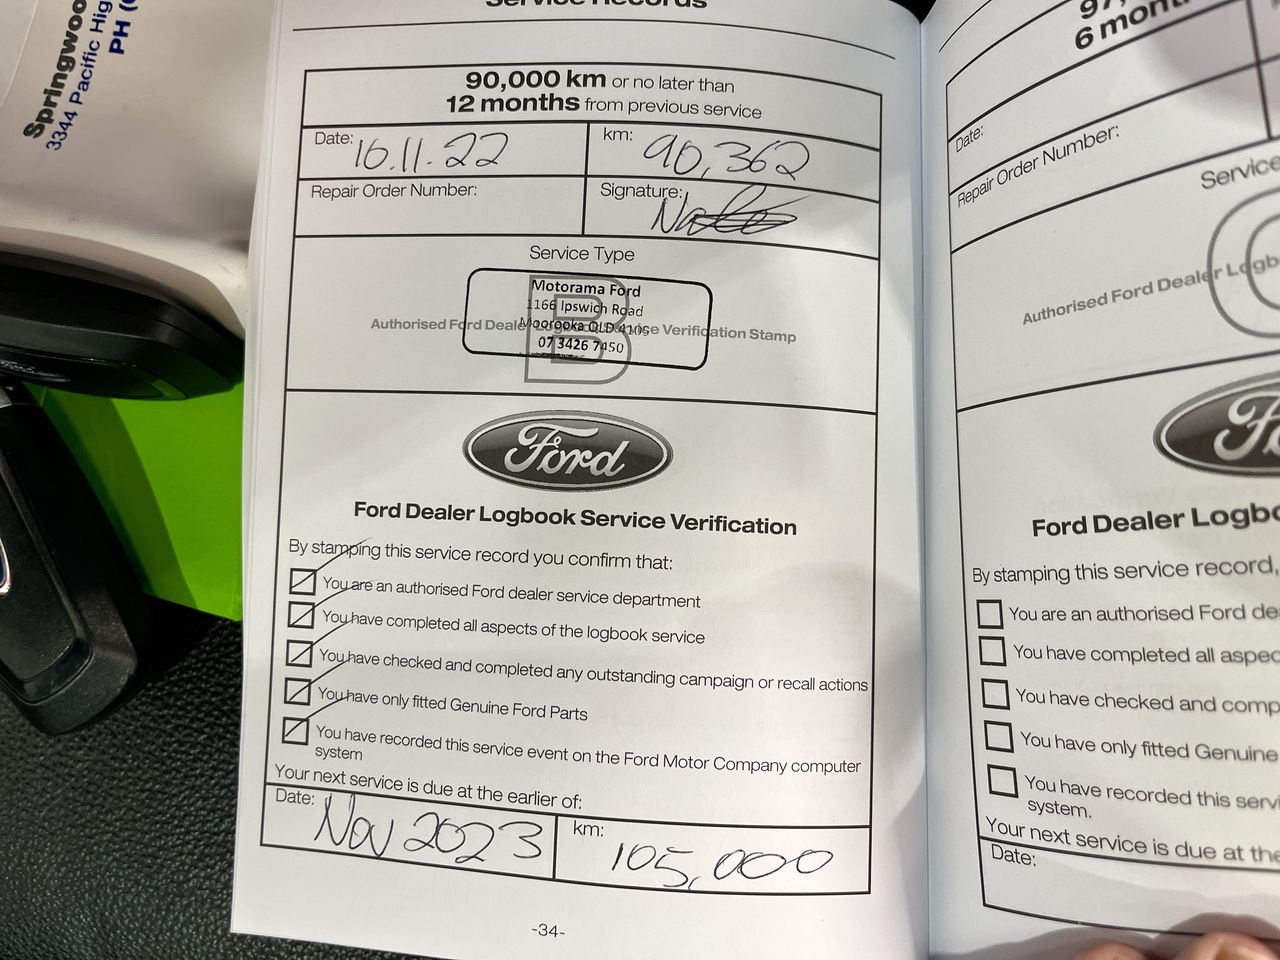 Springwoo
3344 Pacific Hig
PH (
Service Records
90,000 km or no later than
12 months from previous service
Date: 16.11.22
km: 90,362
Repair Order Number:
Signature:
Service Type
B
Authorised Ford Dealer Logbook Service Verification Stamp
Motorama Ford
1166 Ipswich Road
Moorooka QLD 4105
07 3426 7450
Ford
Ford Dealer Logbook Service Verification
By stamping this service record you confirm that:
You are an authorised Ford dealer service department
You have completed all aspects of the logbook service
You have checked and completed any outstanding campaign or recall actions
You have only fitted Genuine Ford Parts
You have recorded this service event on the Ford Motor Company computer
system
Your next service is due at the earlier of:
Date: Nov 2023
km: 105,000
-34-
97,
6 mont
Date:
Repair Order Number:
Service
Authorised Ford Dealer Logb
Fo
Ford Dealer Logbo
By stamping this service record,
You are an authorised Ford de
You have completed all aspec
You have checked and comp
You have only fitted Genuine
You have recorded this servi
system.
Your next service is due at the
Date: